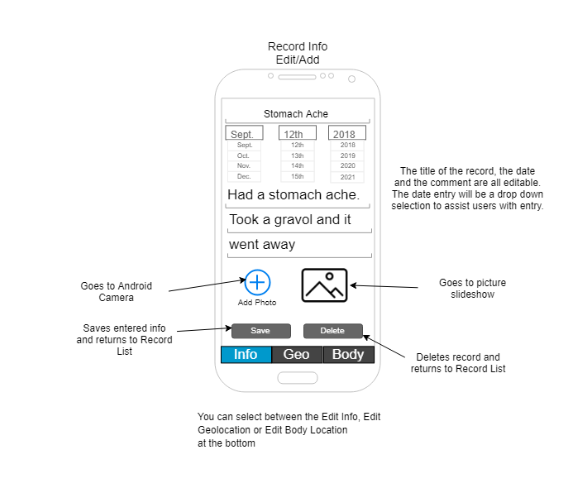 Record Info
Edit/Add
Stomach Ache
Sept. 12th 2018
Sept. 12th 2018
Oct. 13th 2019
Nov. 14th 2020
Dec. 15th 2021
Had a stomach ache.
Took a gravol and it
went away
The title of the record, the date
and the comment are all editable.
The date entry will be a drop down
selection to assist users with entry.
Goes to Android
Camera
Add Photo
Goes to picture
slideshow
Saves entered info
and returns to Record
List
Save
Delete
Deletes record and
returns to Record List
Info Geo Body
You can select between the Edit Info, Edit
Geolocation or Edit Body Location
at the bottom